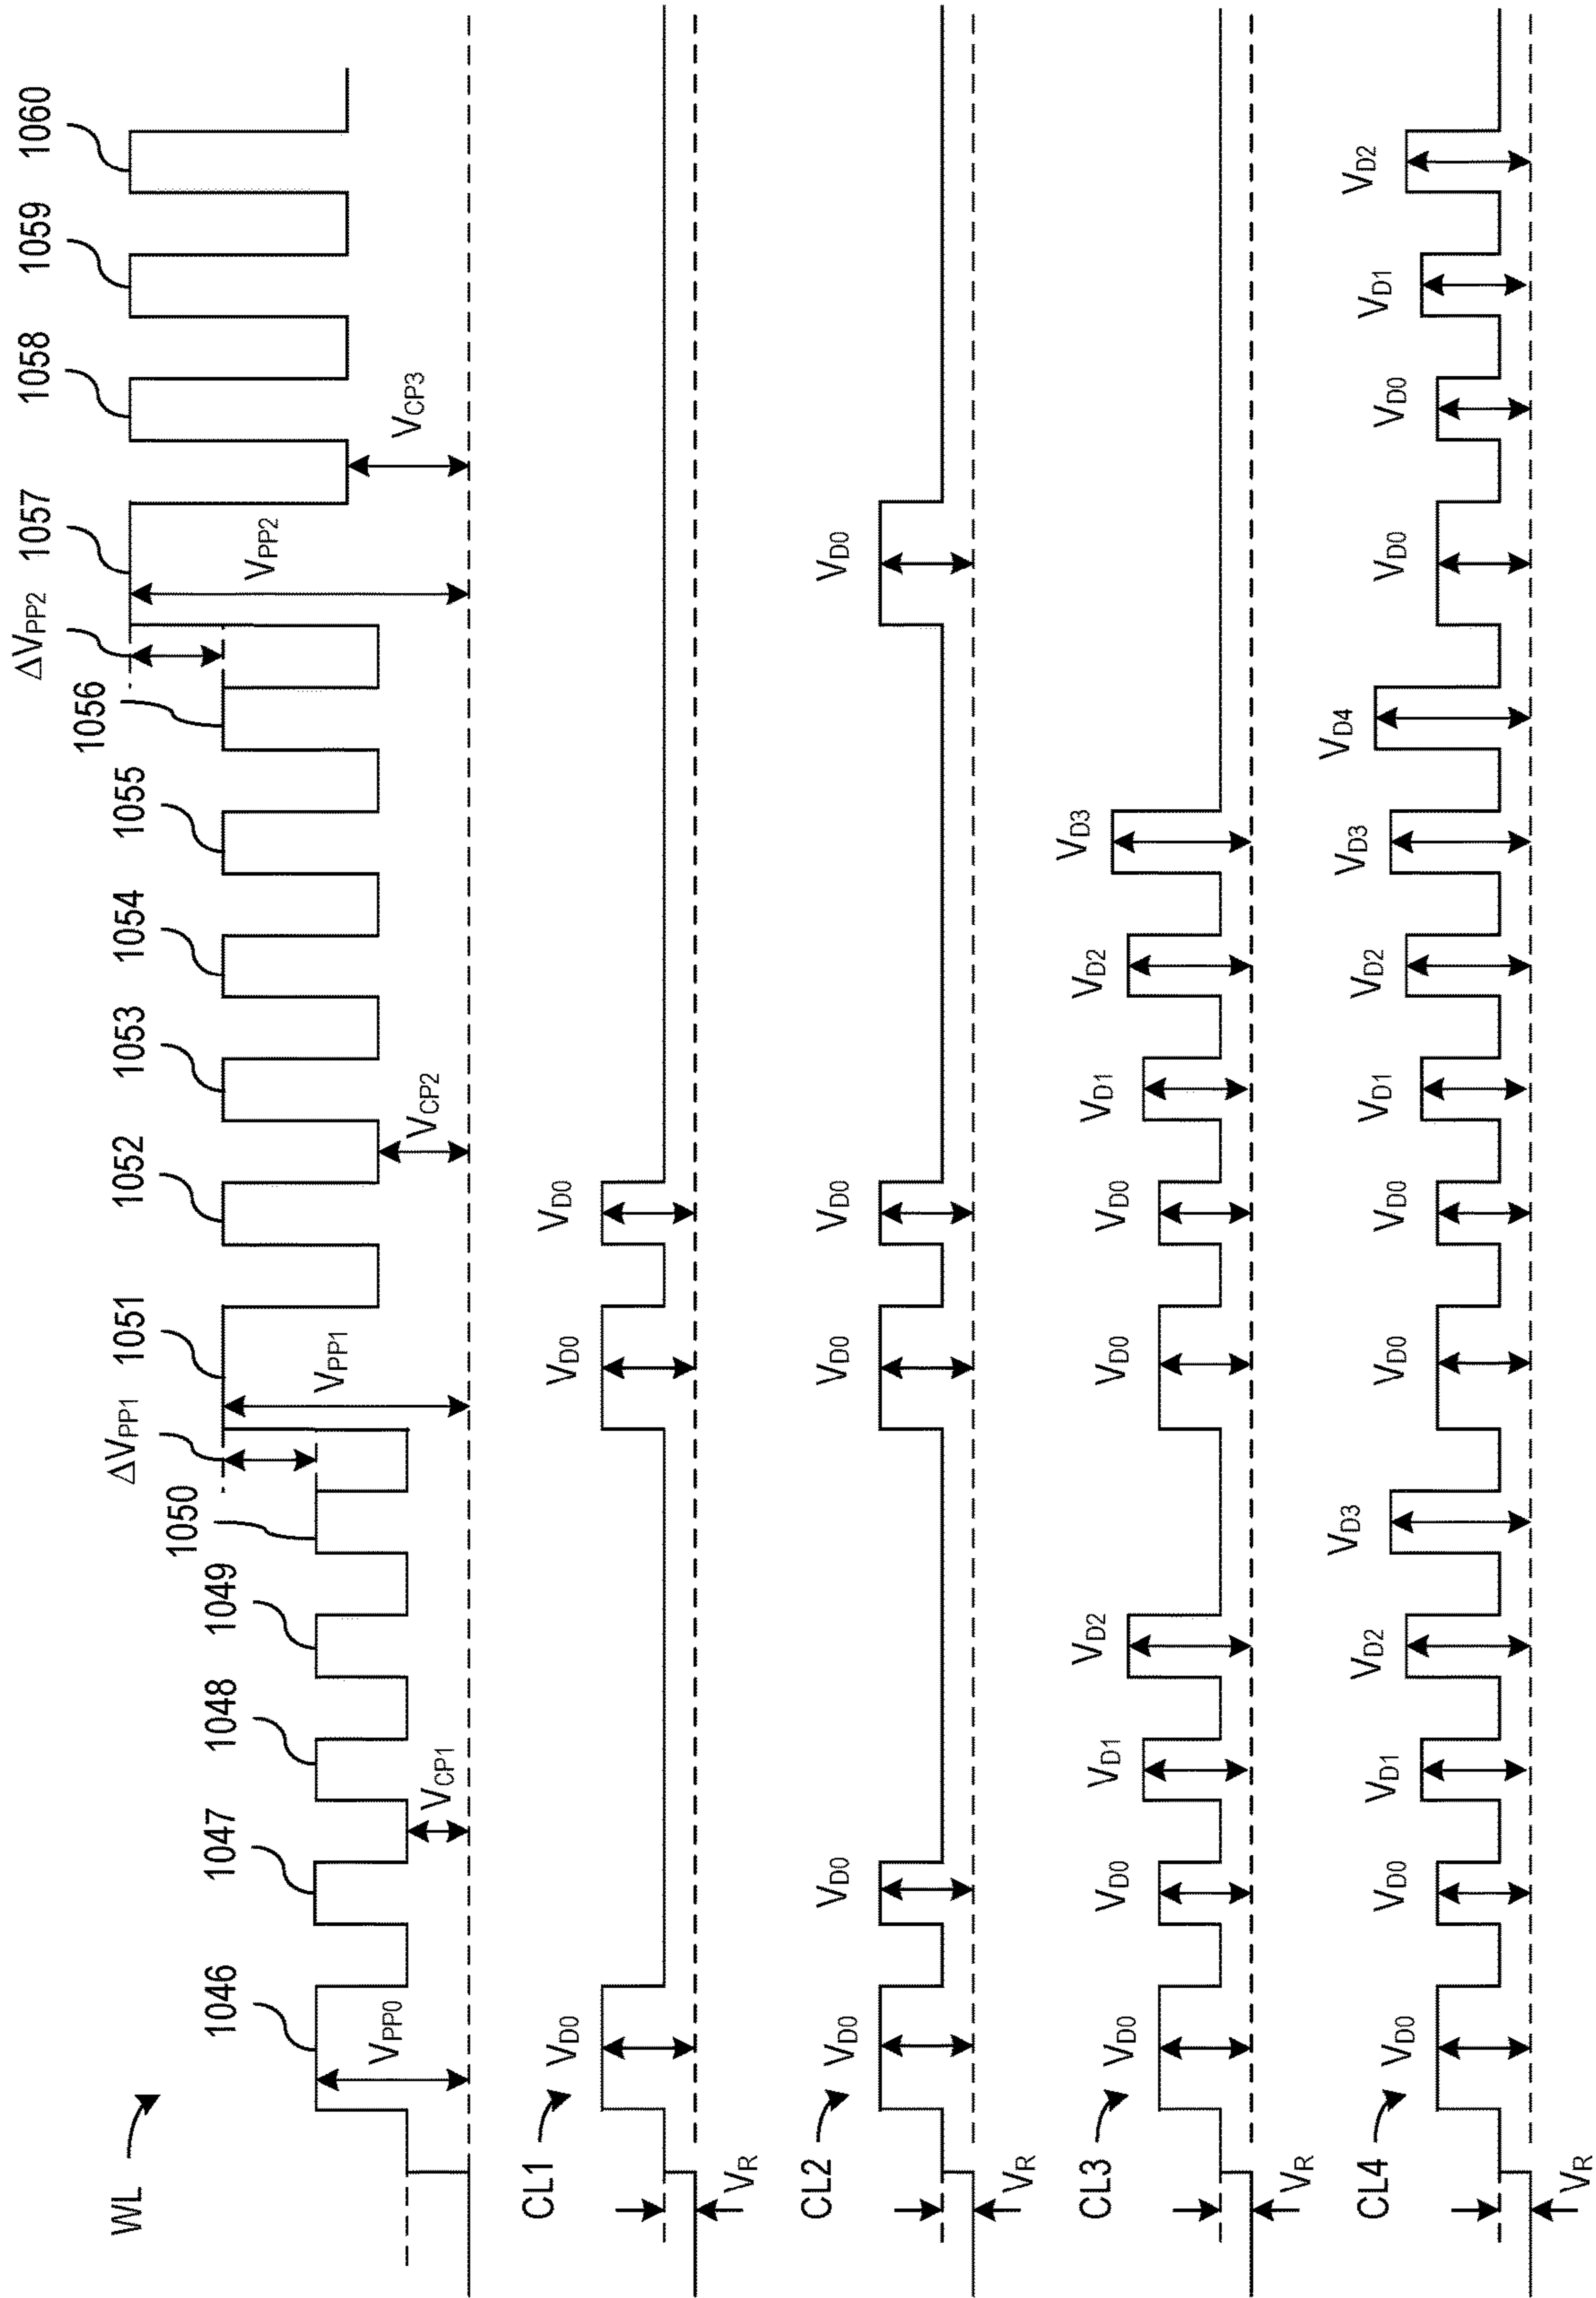 WL
1046
1047
1048
1049
1050
ΔVPP1
1051
1052
1053
1054
1055
1056
ΔVPP2
1057
1058
1059
1060
VPP0
VCP1
VPP1
VCP2
VPP2
VCP3
CL1
VR
VD0
VD0
VD0
CL2
VR
VD0
VD0
VD0
VD0
VD0
CL3
VR
VD0
VD0
VD1
VD2
VD0
VD0
VD1
VD2
VD3
CL4
VR
VD0
VD0
VD1
VD2
VD3
VD0
VD0
VD1
VD2
VD3
VD4
VD0
VD0
VD1
VD2